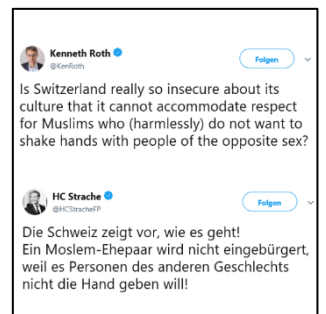 Kenneth Roth
@KenRoth
Folgen
Is Switzerland really so insecure about its
culture that it cannot accommodate respect
for Muslims who (harmlessly) do not want to
shake hands with people of the opposite sex?
HC Strache
@HCStracheFP
Folgen
Die Schweiz zeigt vor, wie es geht!
Ein Moslem-Ehepaar wird nicht eingebürgert,
weil es Personen des anderen Geschlechts
nicht die Hand geben will!